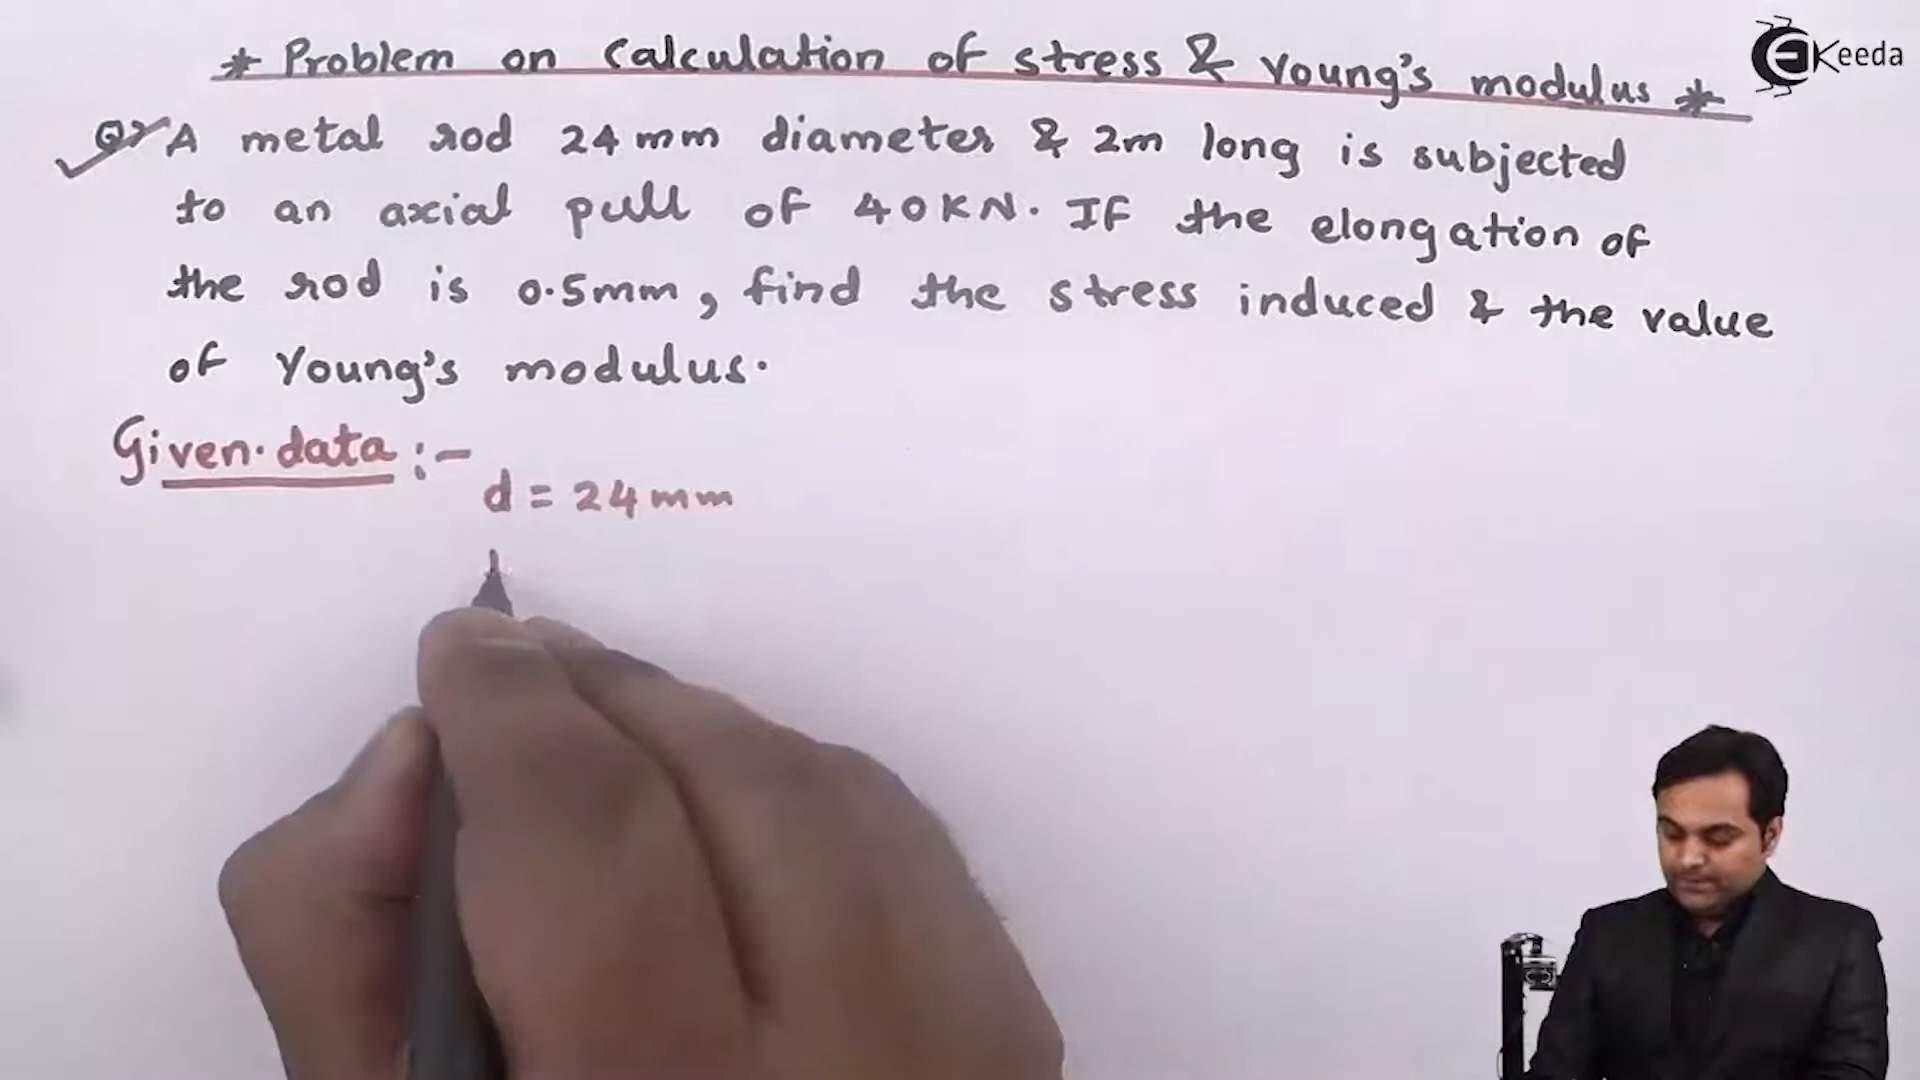 * Problem on Calculation of stress & Young's modulus *
EKeeda
Q> A metal rod 24 mm diameter & 2m long is subjected
to an axial pull of 40KN. If the elongation of
the rod is 0.5mm, find the stress induced & the value
of Young's modulus.
Given data :-
d = 24 mm